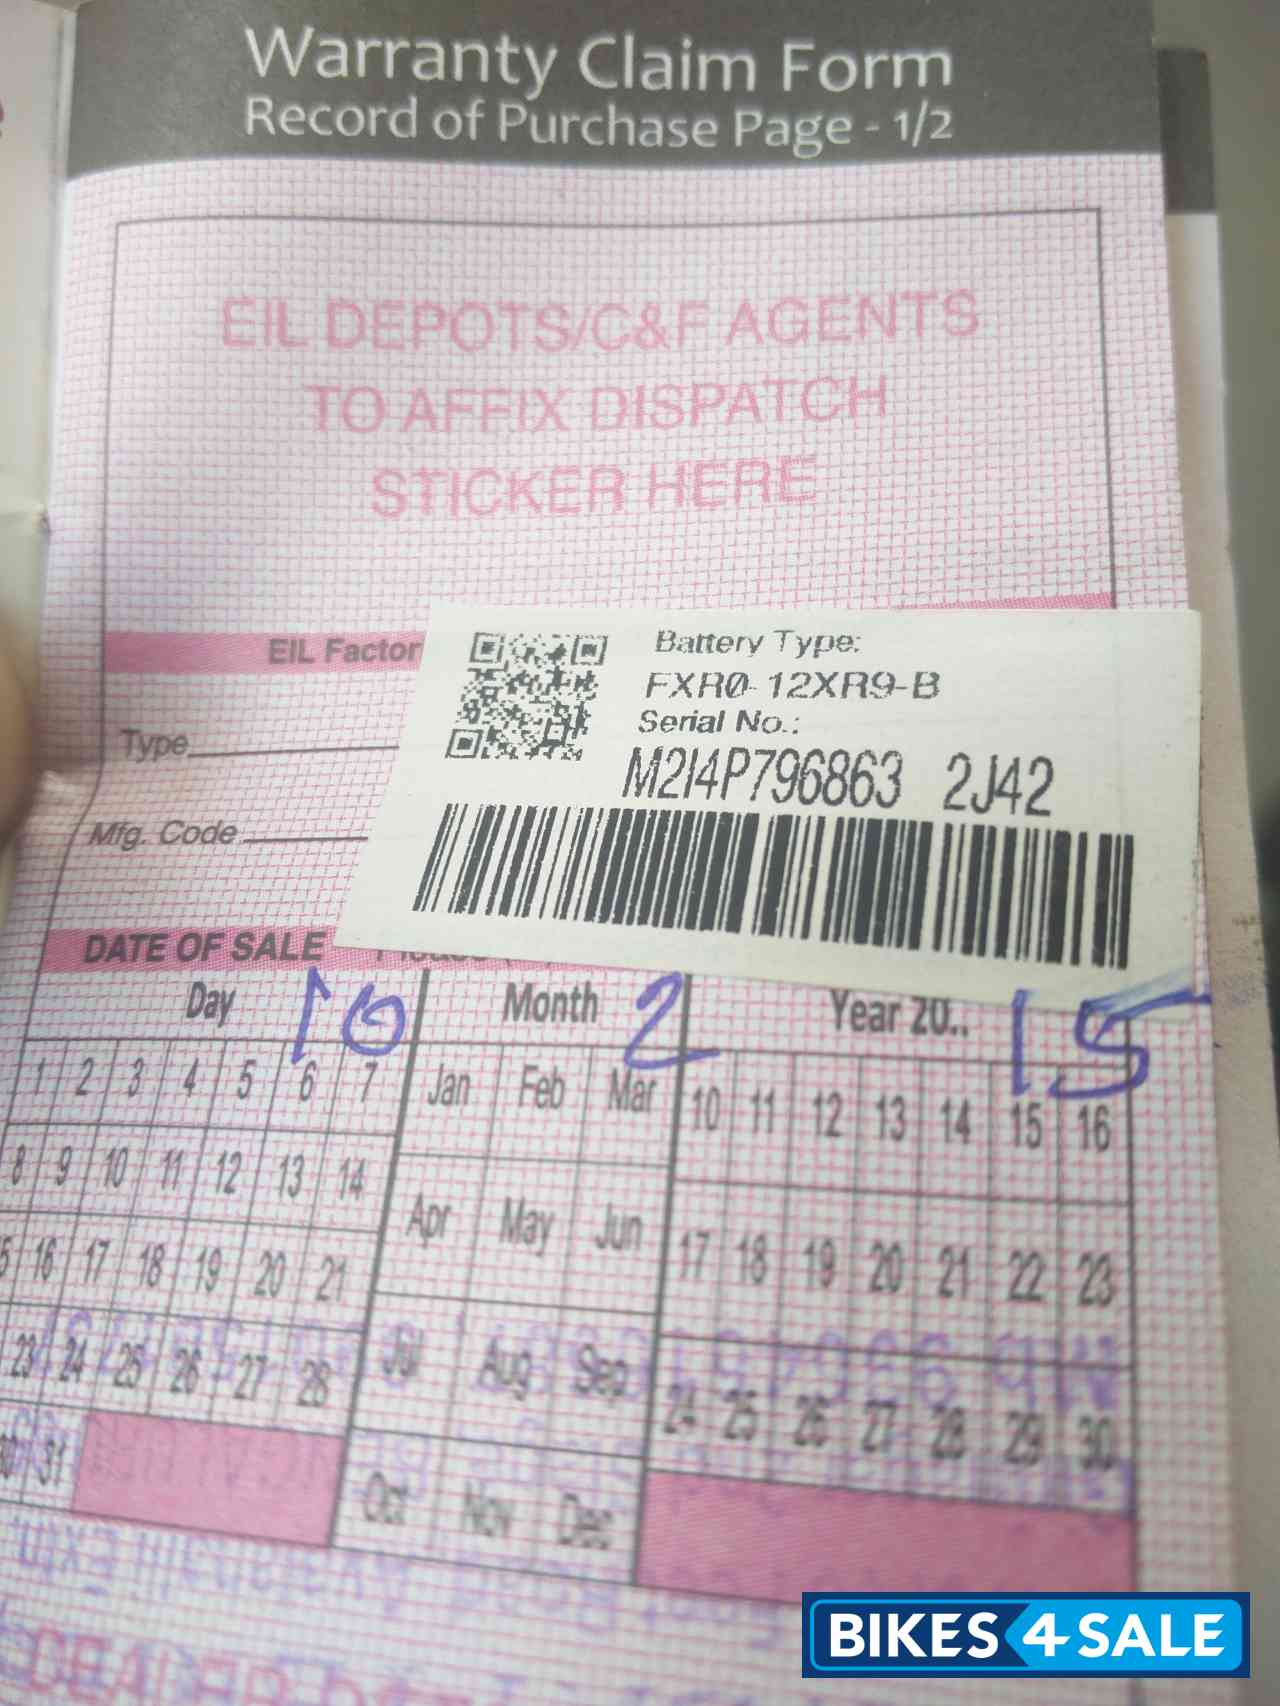 Warranty Claim Form
Record of Purchase Page - 1/2
EIL DEPOTS/C&F AGENTS
TO AFFIX DISPATCH
STICKER HERE
EIL Factor
Battery Type:
FXR0-12XR9-B
Serial No.:
M2I4P796863 2J42
Type
Mfg. Code
DATE OF SALE
Day 10 Month 2 Year 20.. 15
1 2 3 4 5 6 7 Jan Feb Mar 10 11 12 13 14 15 16
8 9 10 11 12 13 14 Apr May Jun 17 18 19 20 21 22 23
5 16 17 18 19 20 21 Jul Aug Sep 24 25 26 27 28 29 30
23 24 25 26 27 28 Oct Nov Dec
30 31
BIKES4SALE